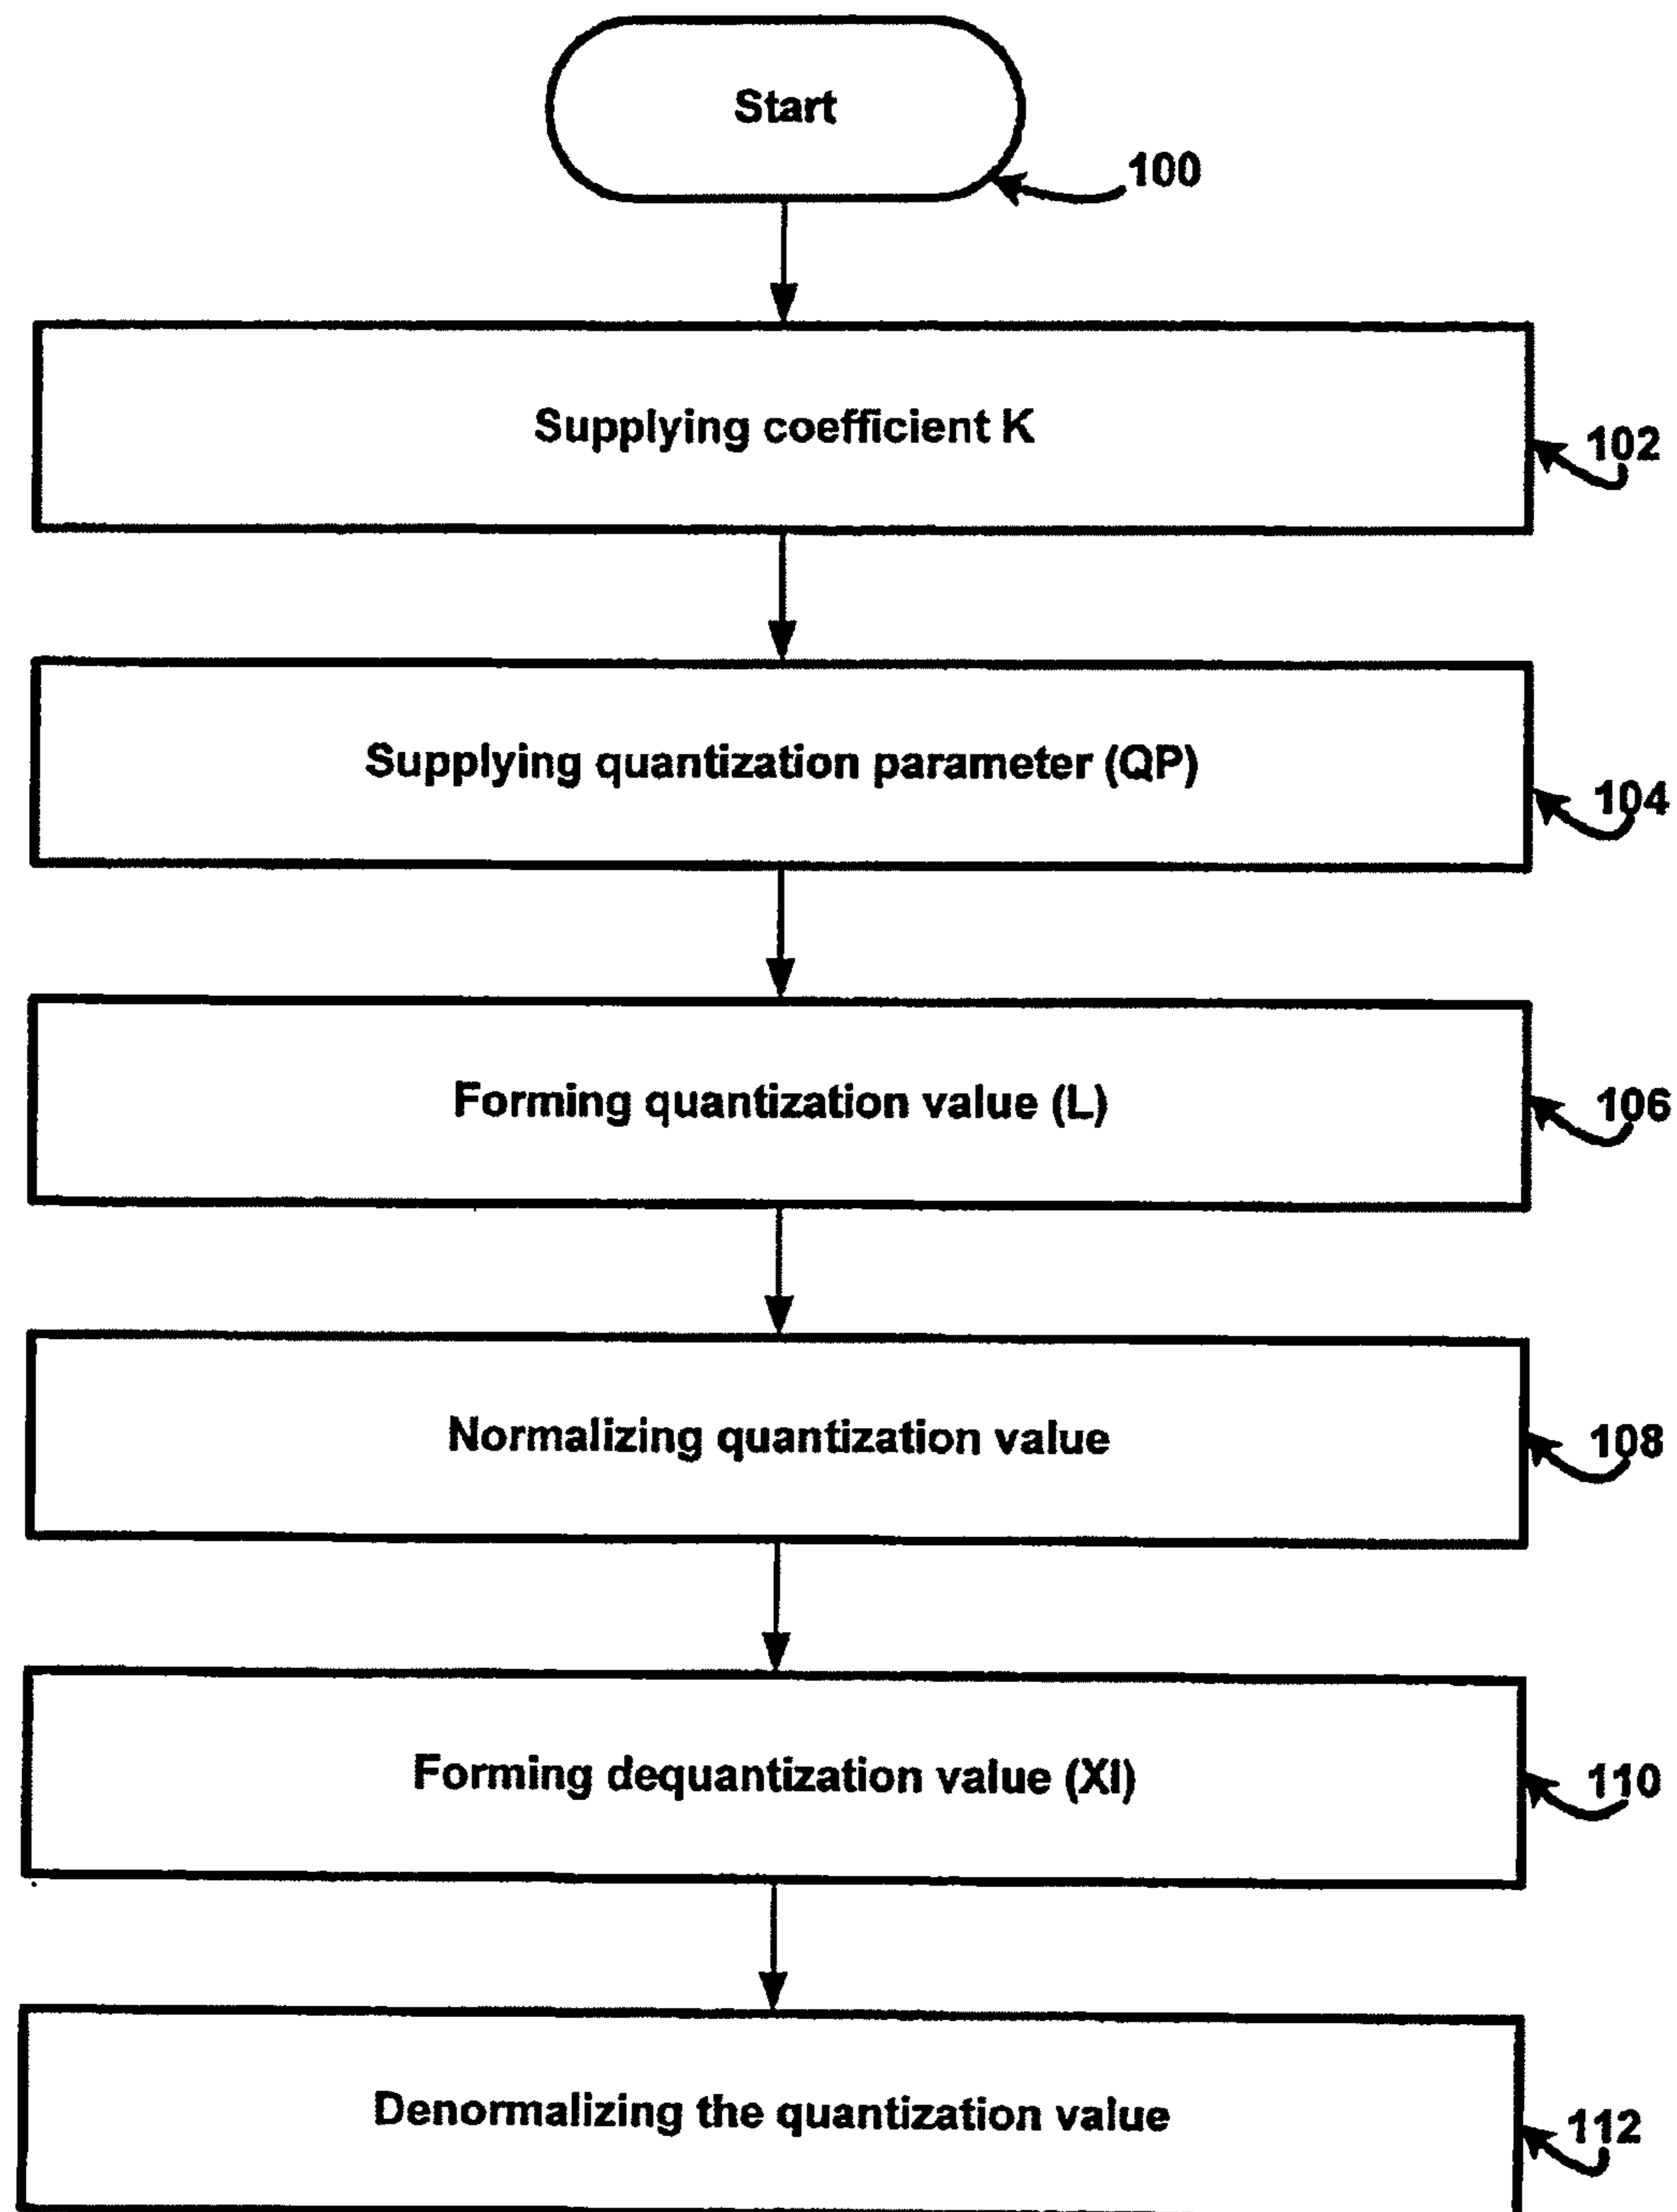 Start
100
Supplying coefficient K
102
Supplying quantization parameter (QP)
104
Forming quantization value (L)
106
Normalizing quantization value
108
Forming dequantization value (XI)
110
Denormalizing the quantization value
112